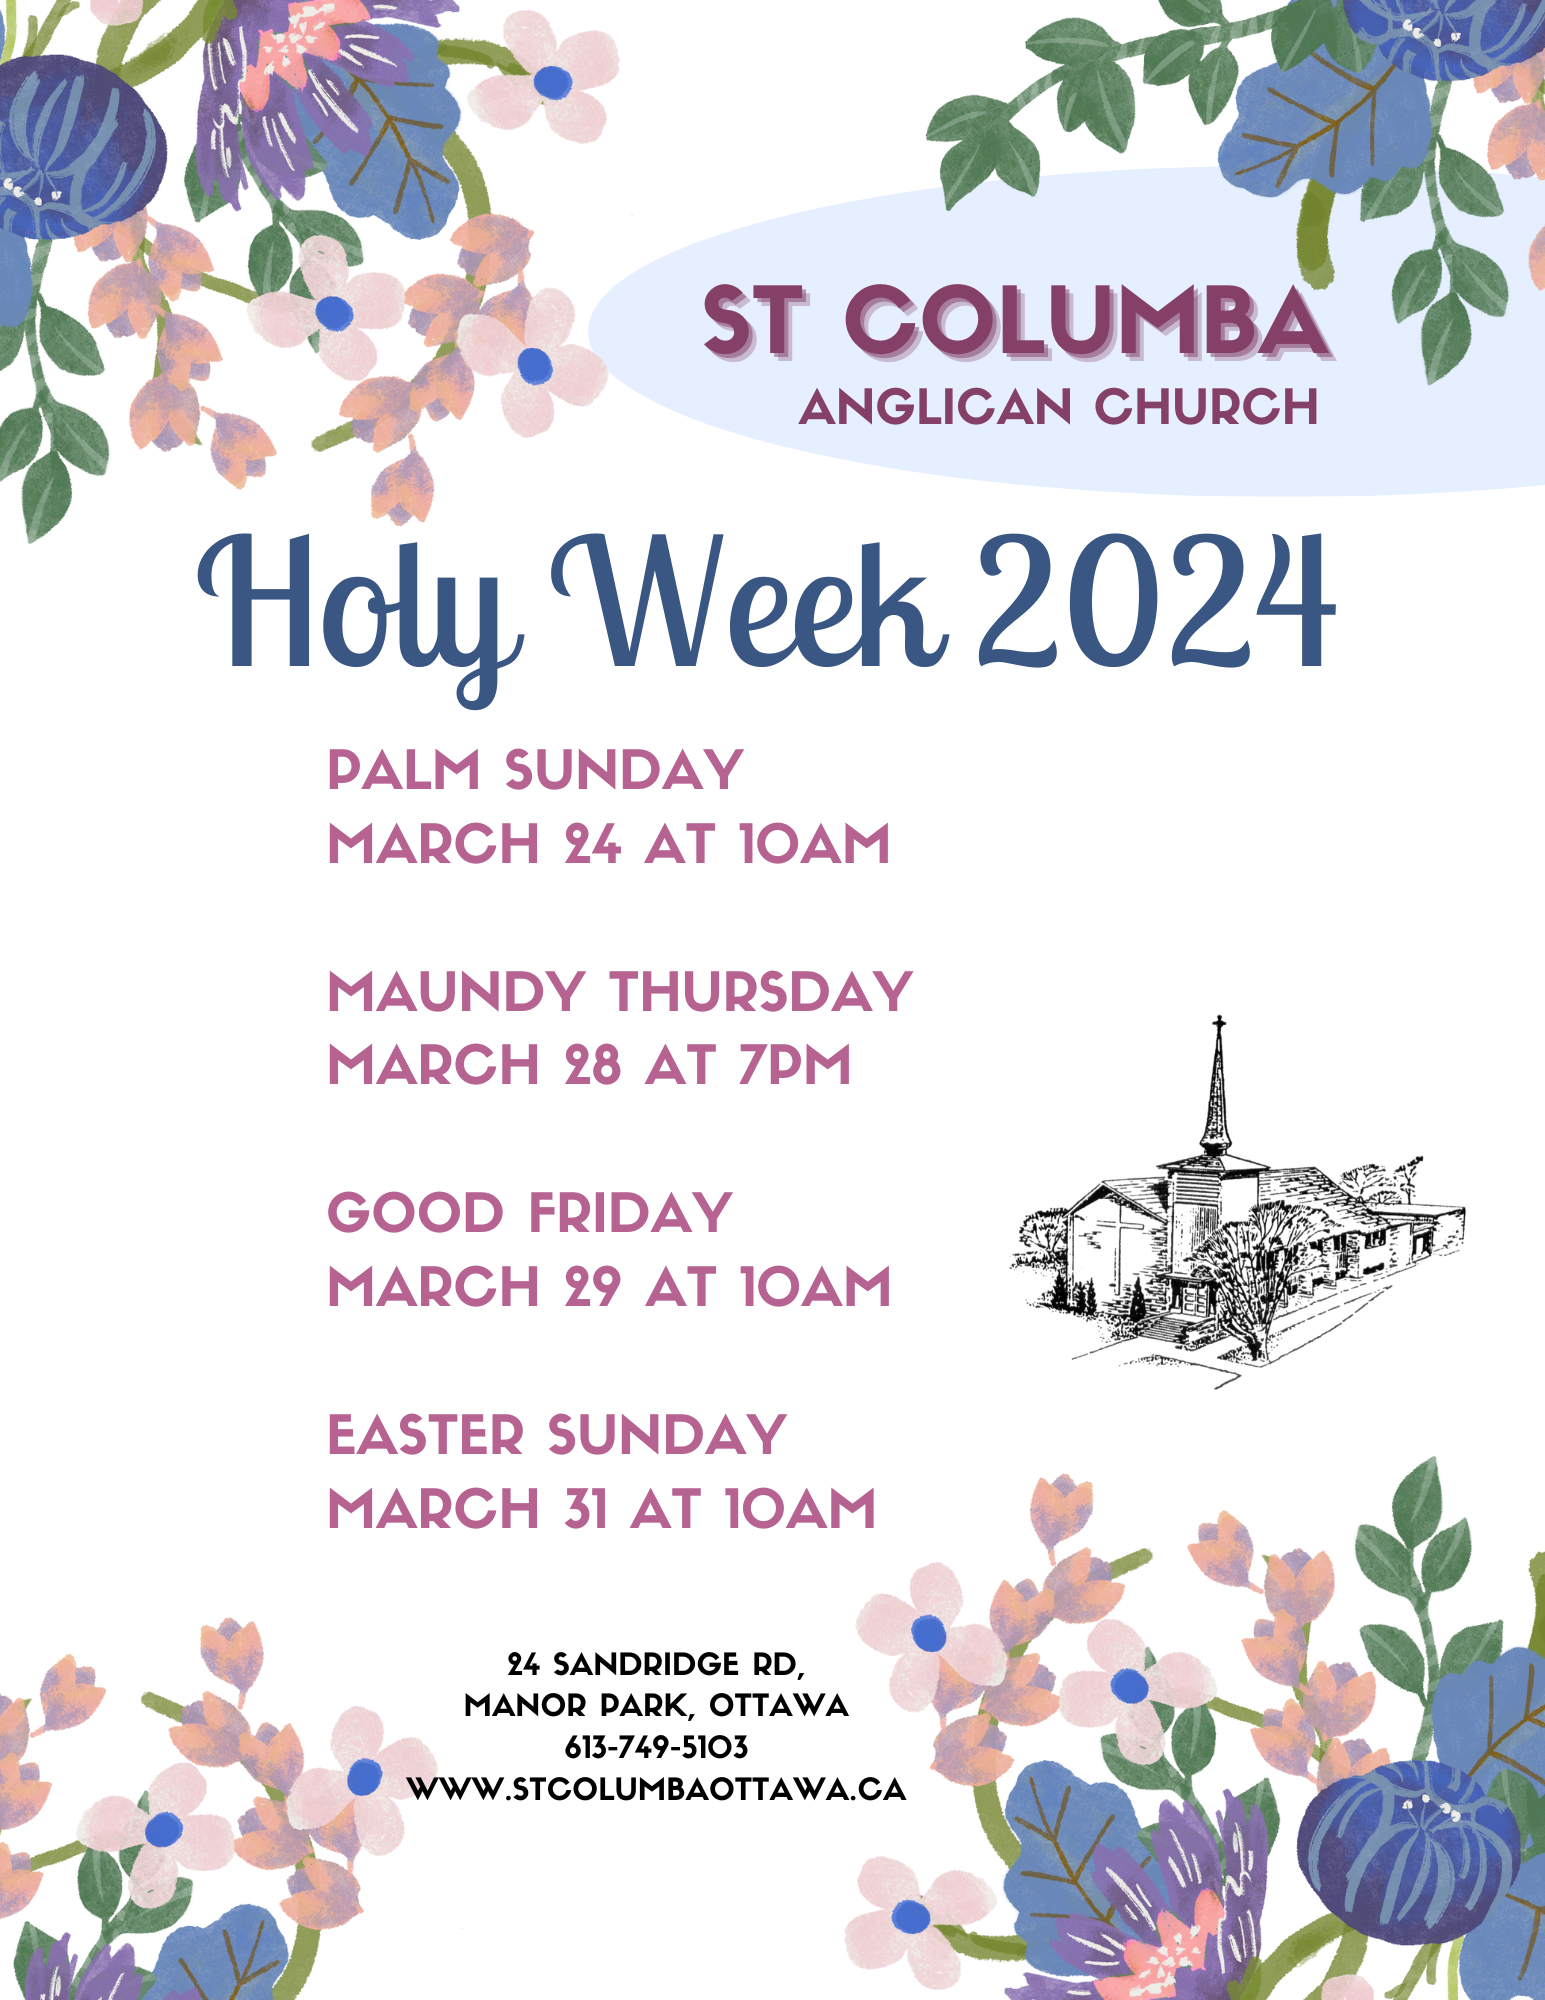 ST COLUMBA
ANGLICAN CHURCH
Holy Week 2024
PALM SUNDAY
MARCH 24 AT 10AM
MAUNDY THURSDAY
MARCH 28 AT 7PM
GOOD FRIDAY
MARCH 29 AT 10AM
EASTER SUNDAY
MARCH 31 AT 10AM
24 SANDRIDGE RD,
MANOR PARK, OTTAWA
613-749-5103
WWW.STCOLUMBAOTTAWA.CA